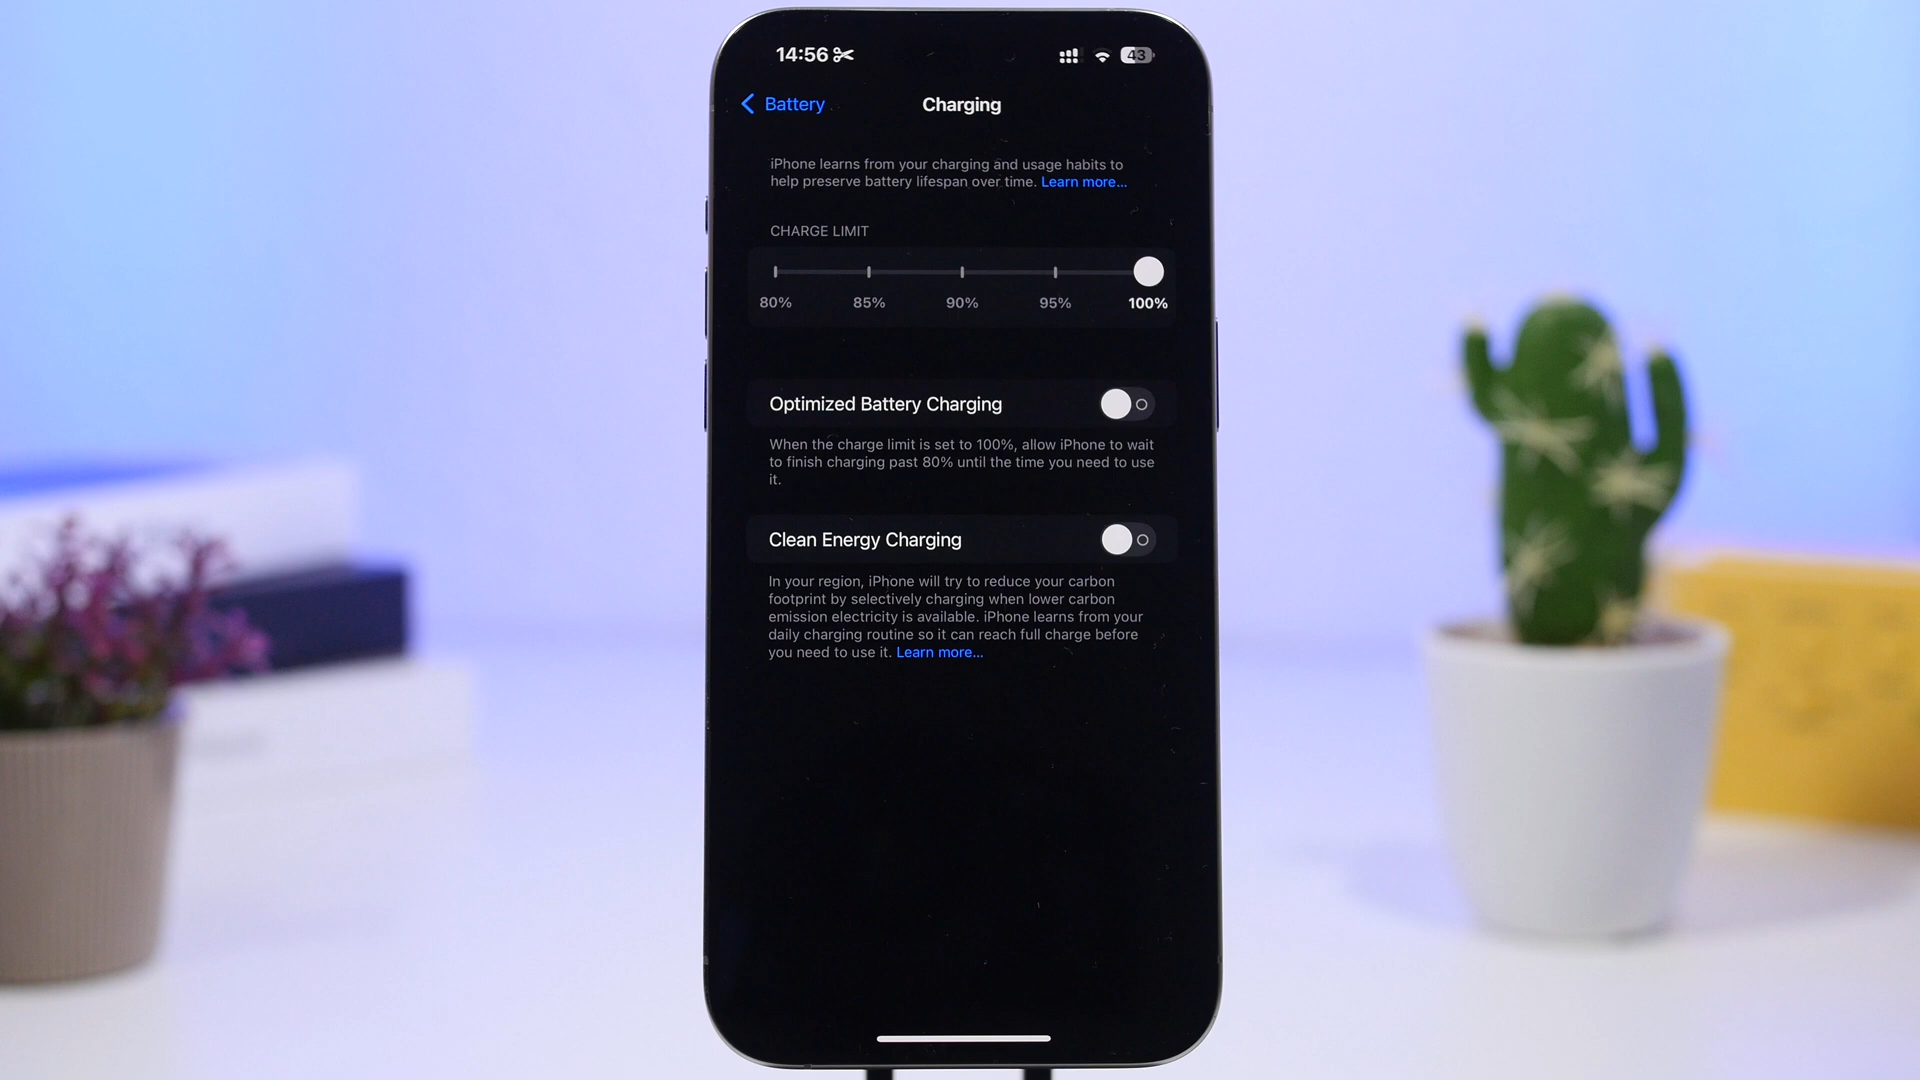 14:56
43
Battery
Charging
iPhone learns from your charging and usage habits to
help preserve battery lifespan over time. Learn more...
CHARGE LIMIT
80% 85% 90% 95% 100%
Optimized Battery Charging
When the charge limit is set to 100%, allow iPhone to wait
to finish charging past 80% until the time you need to use
it.
Clean Energy Charging
In your region, iPhone will try to reduce your carbon
footprint by selectively charging when lower carbon
emission electricity is available. iPhone learns from your
daily charging routine so it can reach full charge before
you need to use it. Learn more...